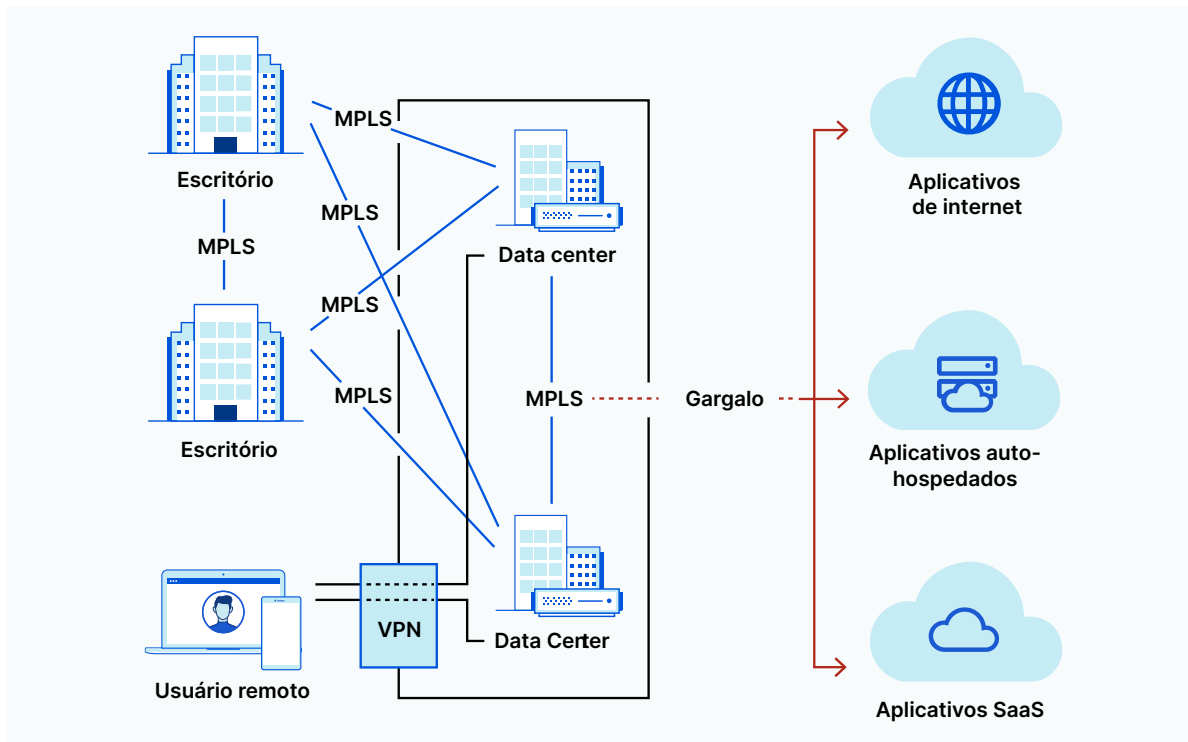 MPLS
Escritório
Aplicativos
de internet
MPLS
MPLS
Data center
MPLS
MPLS
MPLS
Gargalo
Escritório
Aplicativos auto-
hospedados
VPN
Data Center
Usuário remoto
Aplicativos SaaS